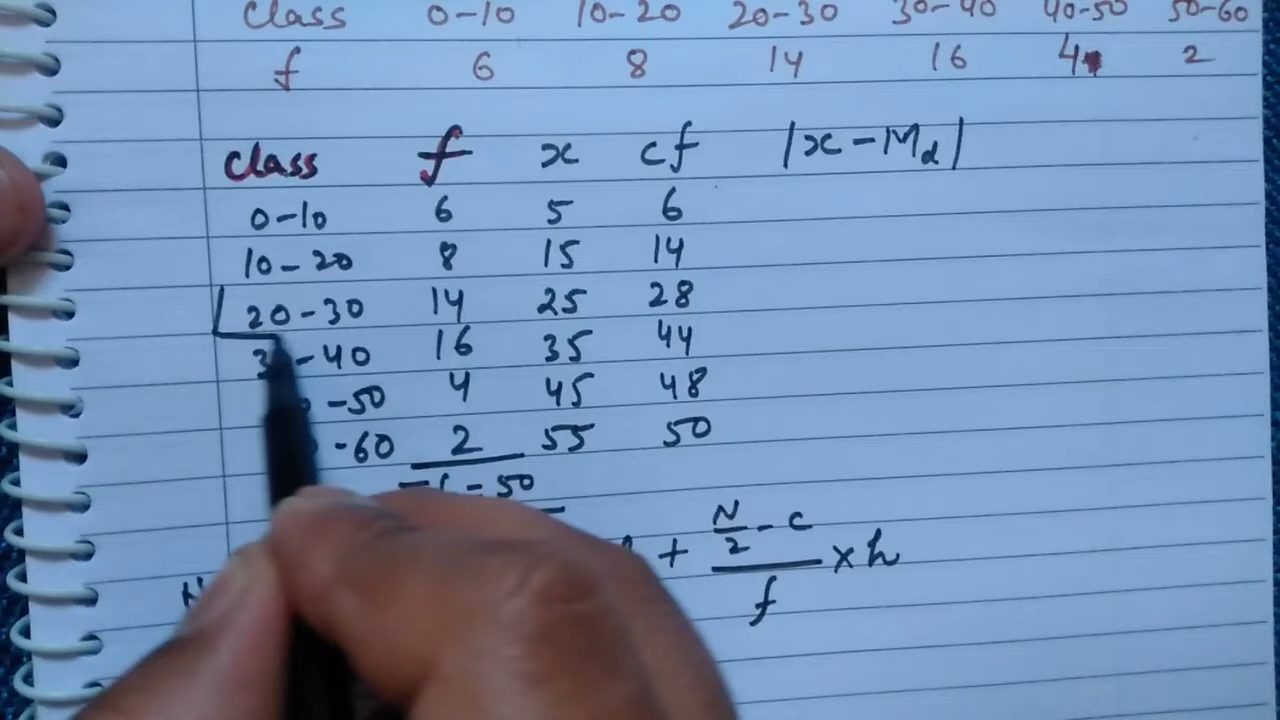 Class 0-10 10-20 20-30 30-40 40-50 50-60
f 6 8 14 16 4 2
Class f x cf |x-Md|
0-10 6 5 6
10-20 8 15 14
20-30 14 25 28
-40 16 35 44
-50 4 45 48
-60 2 55 50
- 50
+ N/2 - c / f × h